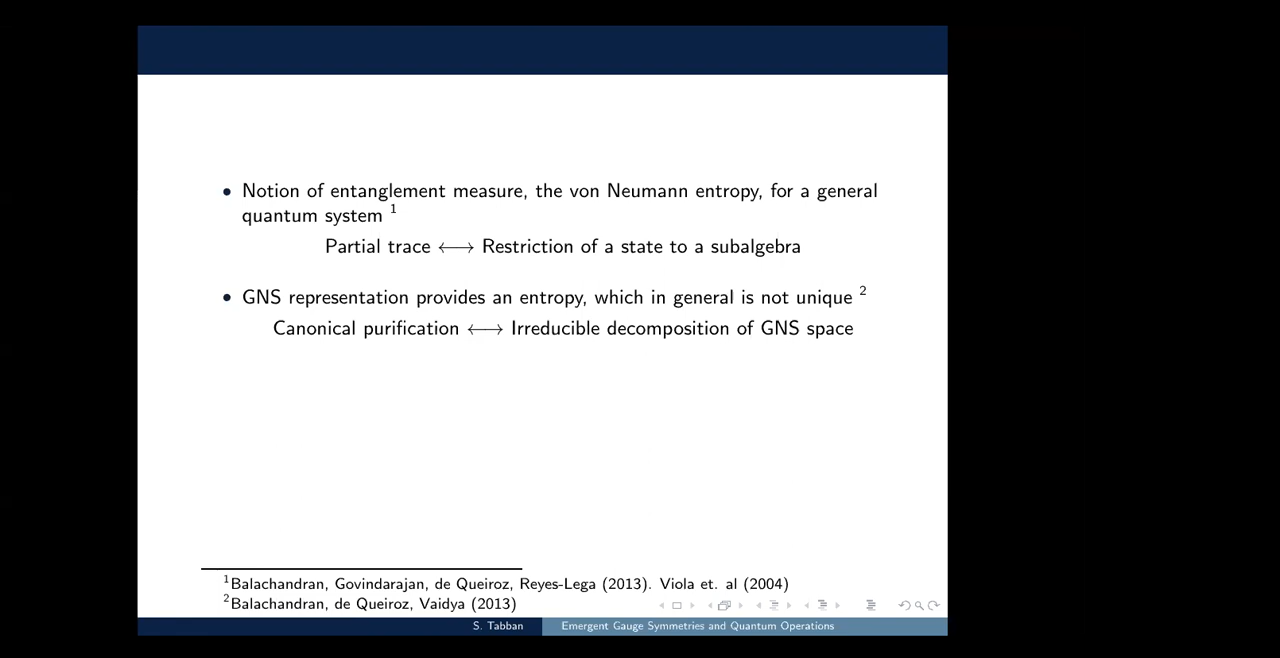 • Notion of entanglement measure, the von Neumann entropy, for a general
quantum system ¹
Partial trace ⟷ Restriction of a state to a subalgebra
• GNS representation provides an entropy, which in general is not unique ²
Canonical purification ⟷ Irreducible decomposition of GNS space
¹Balachandran, Govindarajan, de Queiroz, Reyes-Lega (2013). Viola et. al (2004)
²Balachandran, de Queiroz, Vaidya (2013)
S. Tabban Emergent Gauge Symmetries and Quantum Operations